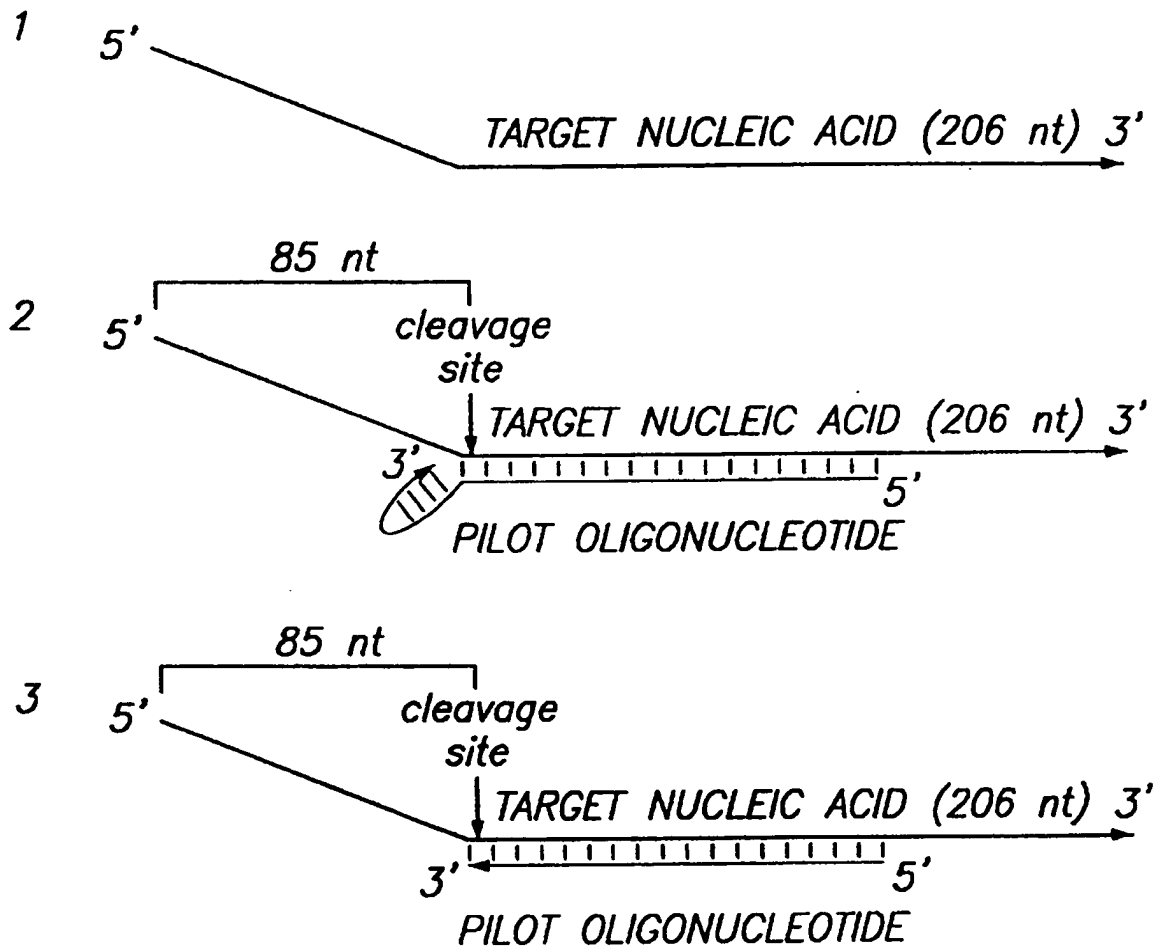 1
5'
TARGET NUCLEIC ACID (206 nt) 3'
85 nt
2
5'
cleavage
site
TARGET NUCLEIC ACID (206 nt) 3'
3'
5'
PILOT OLIGONUCLEOTIDE
85 nt
3
5'
cleavage
site
TARGET NUCLEIC ACID (206 nt) 3'
3'
5'
PILOT OLIGONUCLEOTIDE